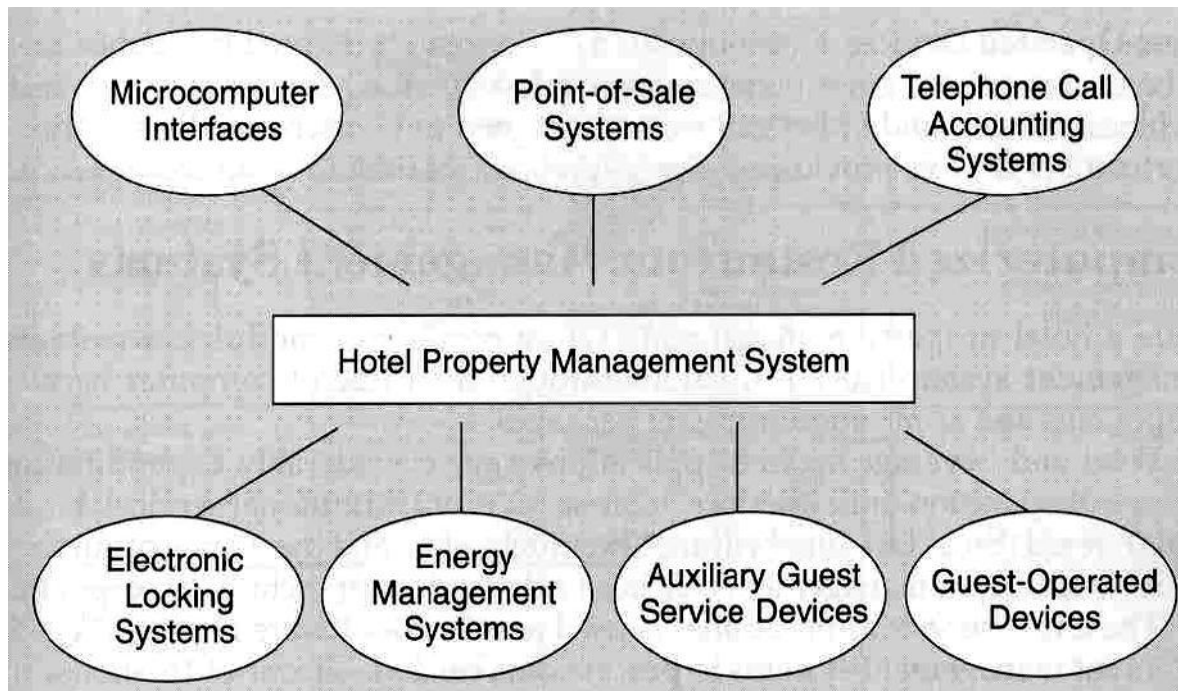 Microcomputer
Interfaces
Point-of-Sale
Systems
Telephone Call
Accounting
Systems
Hotel Property Management System
Electronic
Locking
Systems
Energy
Management
Systems
Auxiliary Guest
Service Devices
Guest-Operated
Devices